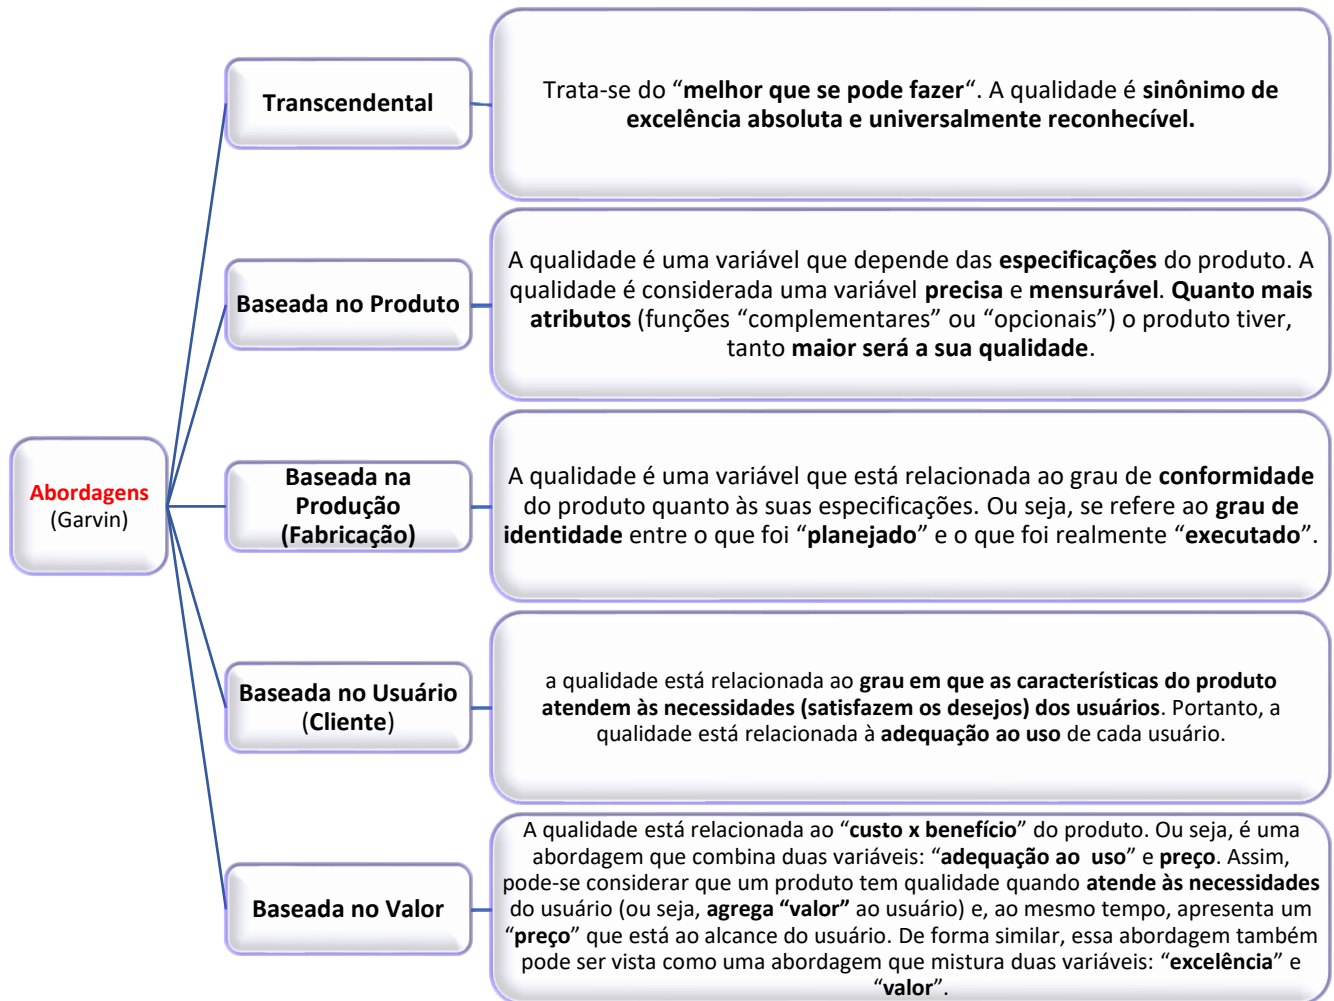 Transcendental
Trata-se do “melhor que se pode fazer“. A qualidade é sinônimo de
excelência absoluta e universalmente reconhecível.
Baseada no Produto
A qualidade é uma variável que depende das especificações do produto. A
qualidade é considerada uma variável precisa e mensurável. Quanto mais
atributos (funções “complementares” ou “opcionais”) o produto tiver,
tanto maior será a sua qualidade.
Abordagens
(Garvin)
Baseada na
Produção
(Fabricação)
A qualidade é uma variável que está relacionada ao grau de conformidade
do produto quanto às suas especificações. Ou seja, se refere ao grau de
identidade entre o que foi “planejado” e o que foi realmente “executado”.
Baseada no Usuário
(Cliente)
a qualidade está relacionada ao grau em que as características do produto
atendem às necessidades (satisfazem os desejos) dos usuários. Portanto, a
qualidade está relacionada à adequação ao uso de cada usuário.
Baseada no Valor
A qualidade está relacionada ao “custo x benefício” do produto. Ou seja, é uma
abordagem que combina duas variáveis: “adequação ao uso” e preço. Assim,
pode-se considerar que um produto tem qualidade quando atende às necessidades
do usuário (ou seja, agrega “valor” ao usuário) e, ao mesmo tempo, apresenta um
“preço” que está ao alcance do usuário. De forma similar, essa abordagem também
pode ser vista como uma abordagem que mistura duas variáveis: “excelência” e
“valor”.